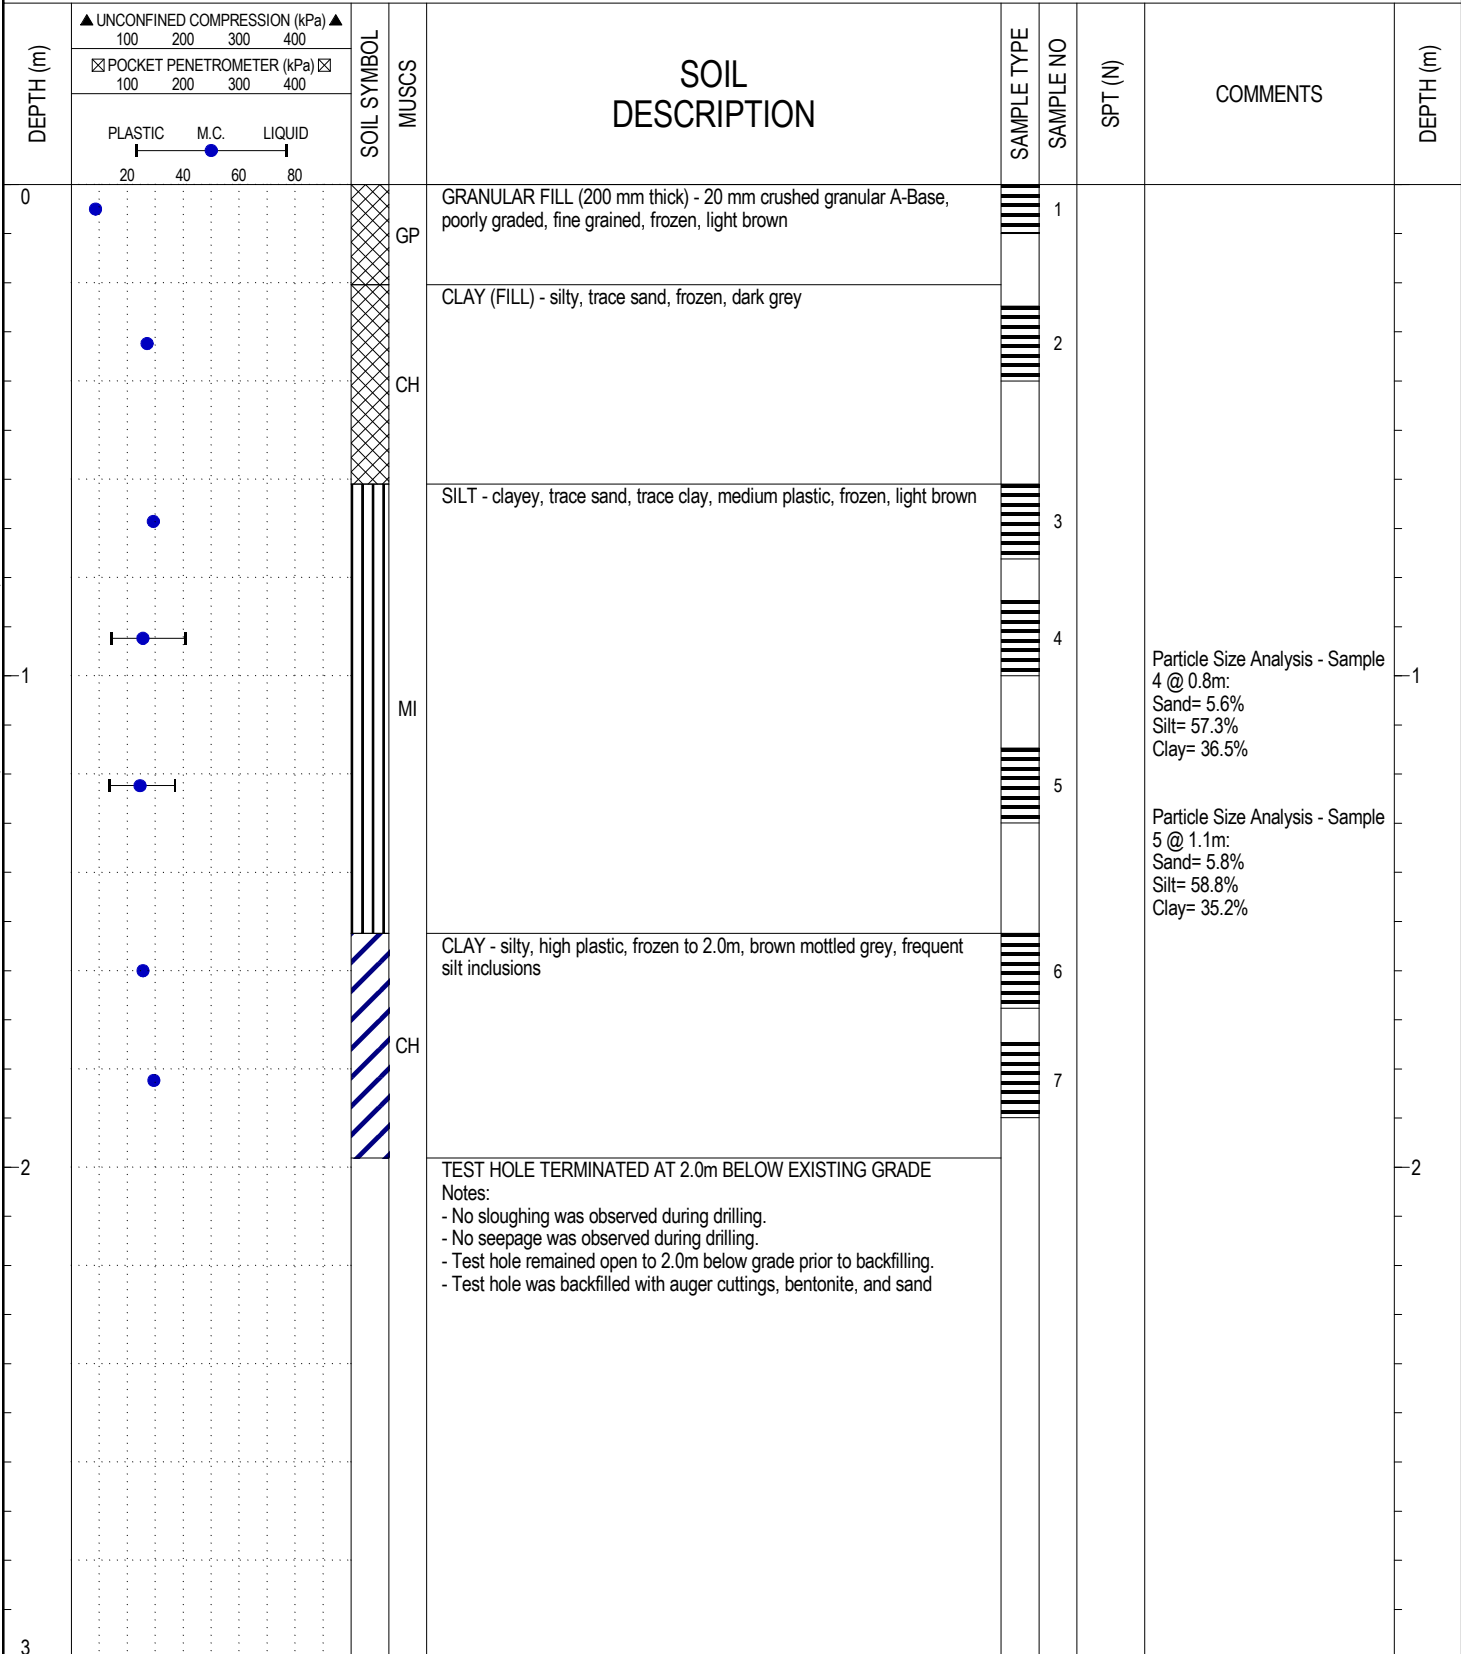 DEPTH (m)
▲ UNCONFINED COMPRESSION (kPa) ▲
100 200 300 400
☒ POCKET PENETROMETER (kPa) ☒
100 200 300 400
PLASTIC M.C. LIQUID
20 40 60 80
SOIL SYMBOL
MUSCS
SOIL
DESCRIPTION
SAMPLE TYPE
SAMPLE NO
SPT (N)
COMMENTS
DEPTH (m)
0
GP
GRANULAR FILL (200 mm thick) - 20 mm crushed granular A-Base,
poorly graded, fine grained, frozen, light brown
1
CH
CLAY (FILL) - silty, trace sand, frozen, dark grey
2
SILT - clayey, trace sand, trace clay, medium plastic, frozen, light brown
3
4
1
MI
Particle Size Analysis - Sample
4 @ 0.8m:
Sand= 5.6%
Silt= 57.3%
Clay= 36.5%
1
5
Particle Size Analysis - Sample
5 @ 1.1m:
Sand= 5.8%
Silt= 58.8%
Clay= 35.2%
CLAY - silty, high plastic, frozen to 2.0m, brown mottled grey, frequent
silt inclusions
6
CH
7
2
TEST HOLE TERMINATED AT 2.0m BELOW EXISTING GRADE
2
Notes:
- No sloughing was observed during drilling.
- No seepage was observed during drilling.
- Test hole remained open to 2.0m below grade prior to backfilling.
- Test hole was backfilled with auger cuttings, bentonite, and sand
3